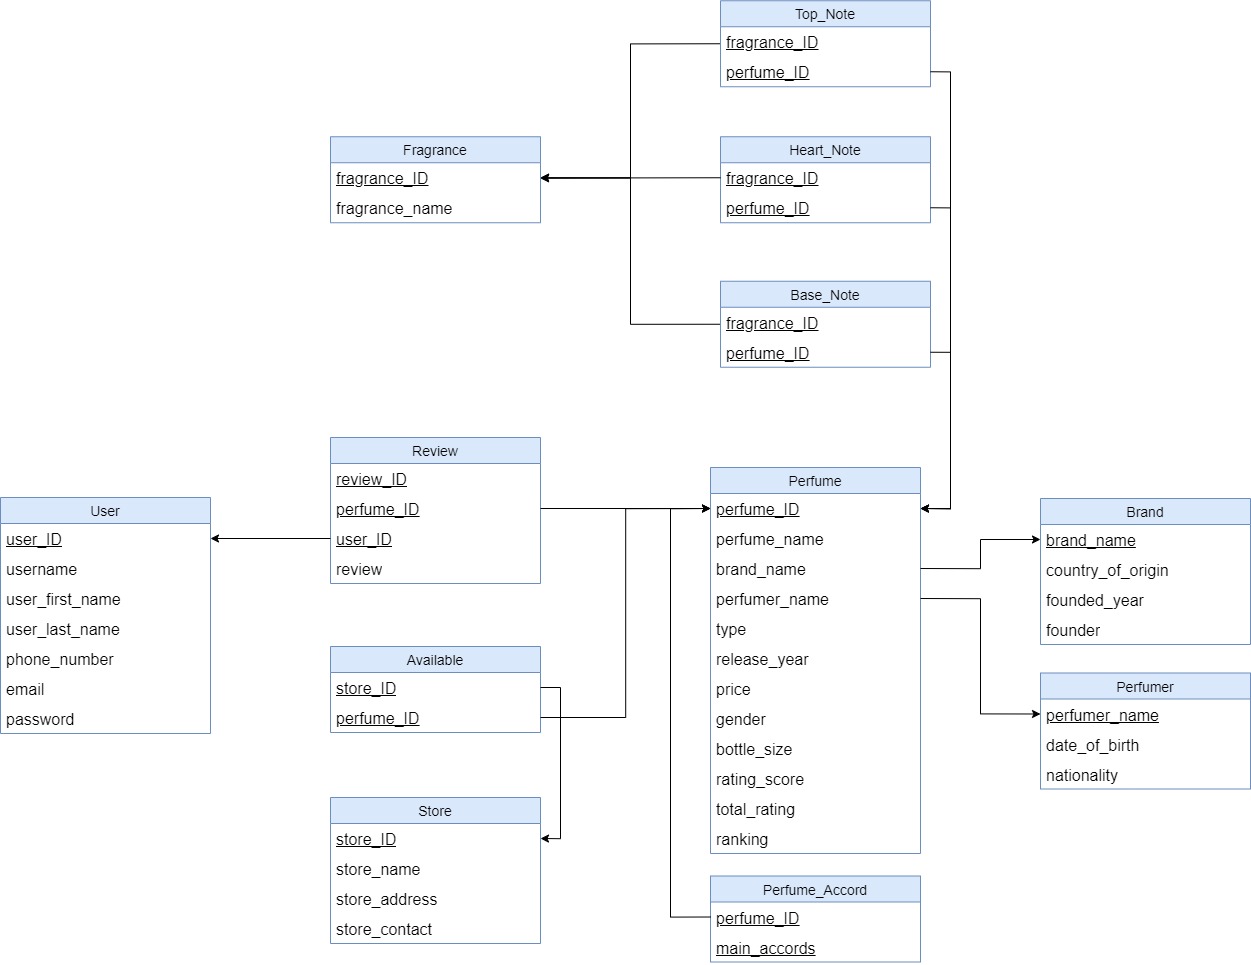 Top_Note
fragrance_ID
perfume_ID
Fragrance
fragrance_ID
fragrance_name
Heart_Note
fragrance_ID
perfume_ID
Base_Note
fragrance_ID
perfume_ID
Review
review_ID
perfume_ID
user_ID
review
User
user_ID
username
user_first_name
user_last_name
phone_number
email
password
Available
store_ID
perfume_ID
Store
store_ID
store_name
store_address
store_contact
Perfume
perfume_ID
perfume_name
brand_name
perfumer_name
type
release_year
price
gender
bottle_size
rating_score
total_rating
ranking
Brand
brand_name
country_of_origin
founded_year
founder
Perfumer
perfumer_name
date_of_birth
nationality
Perfume_Accord
perfume_ID
main_accords